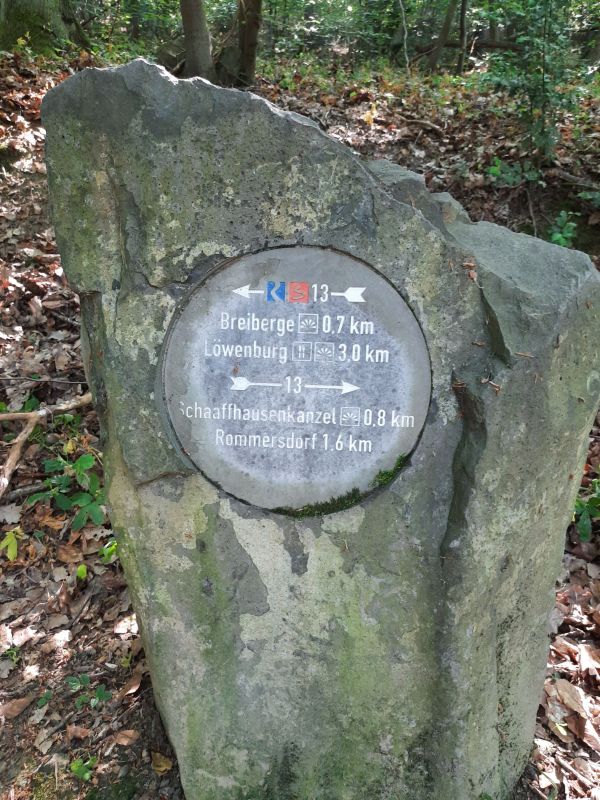 K S 13
Breiberge 0,7 km
Löwenburg 3,0 km
13
Schaaffhausenkanzel 0,8 km
Rommersdorf 1,6 km